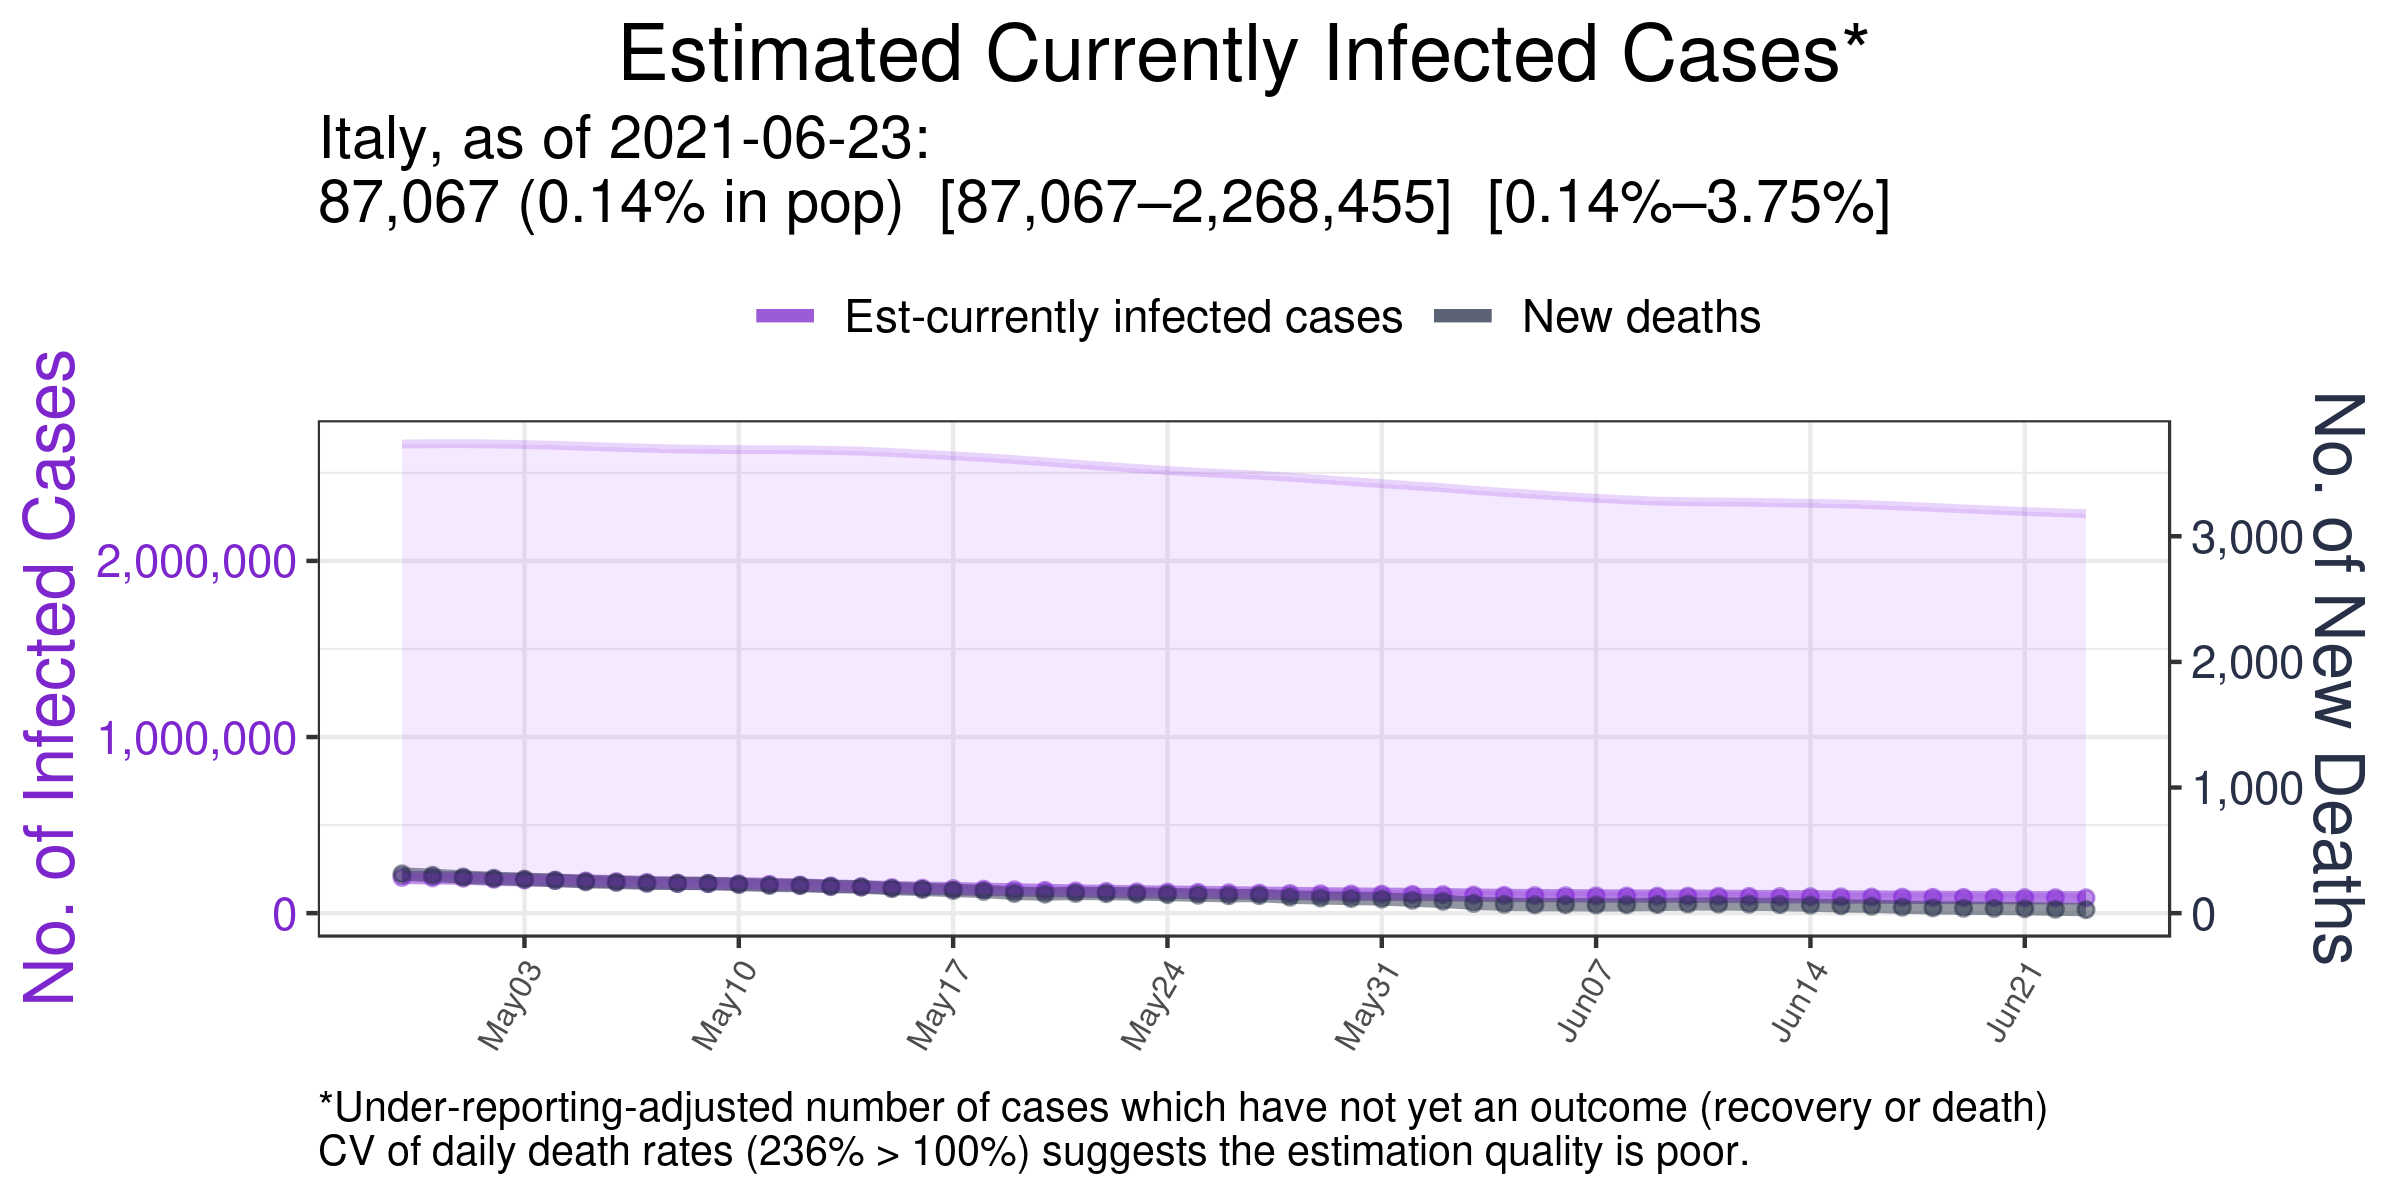 Estimated Currently Infected Cases*
Italy, as of 2021-06-23:
87,067 (0.14% in pop)  [87,067–2,268,455]  [0.14%–3.75%]
Est-currently infected cases
New deaths
No. of Infected Cases
2,000,000
1,000,000
0
3,000
2,000
1,000
0
No. of New Deaths
May03
May10
May17
May24
May31
Jun07
Jun14
Jun21
*Under-reporting-adjusted number of cases which have not yet an outcome (recovery or death)
CV of daily death rates (236% > 100%) suggests the estimation quality is poor.